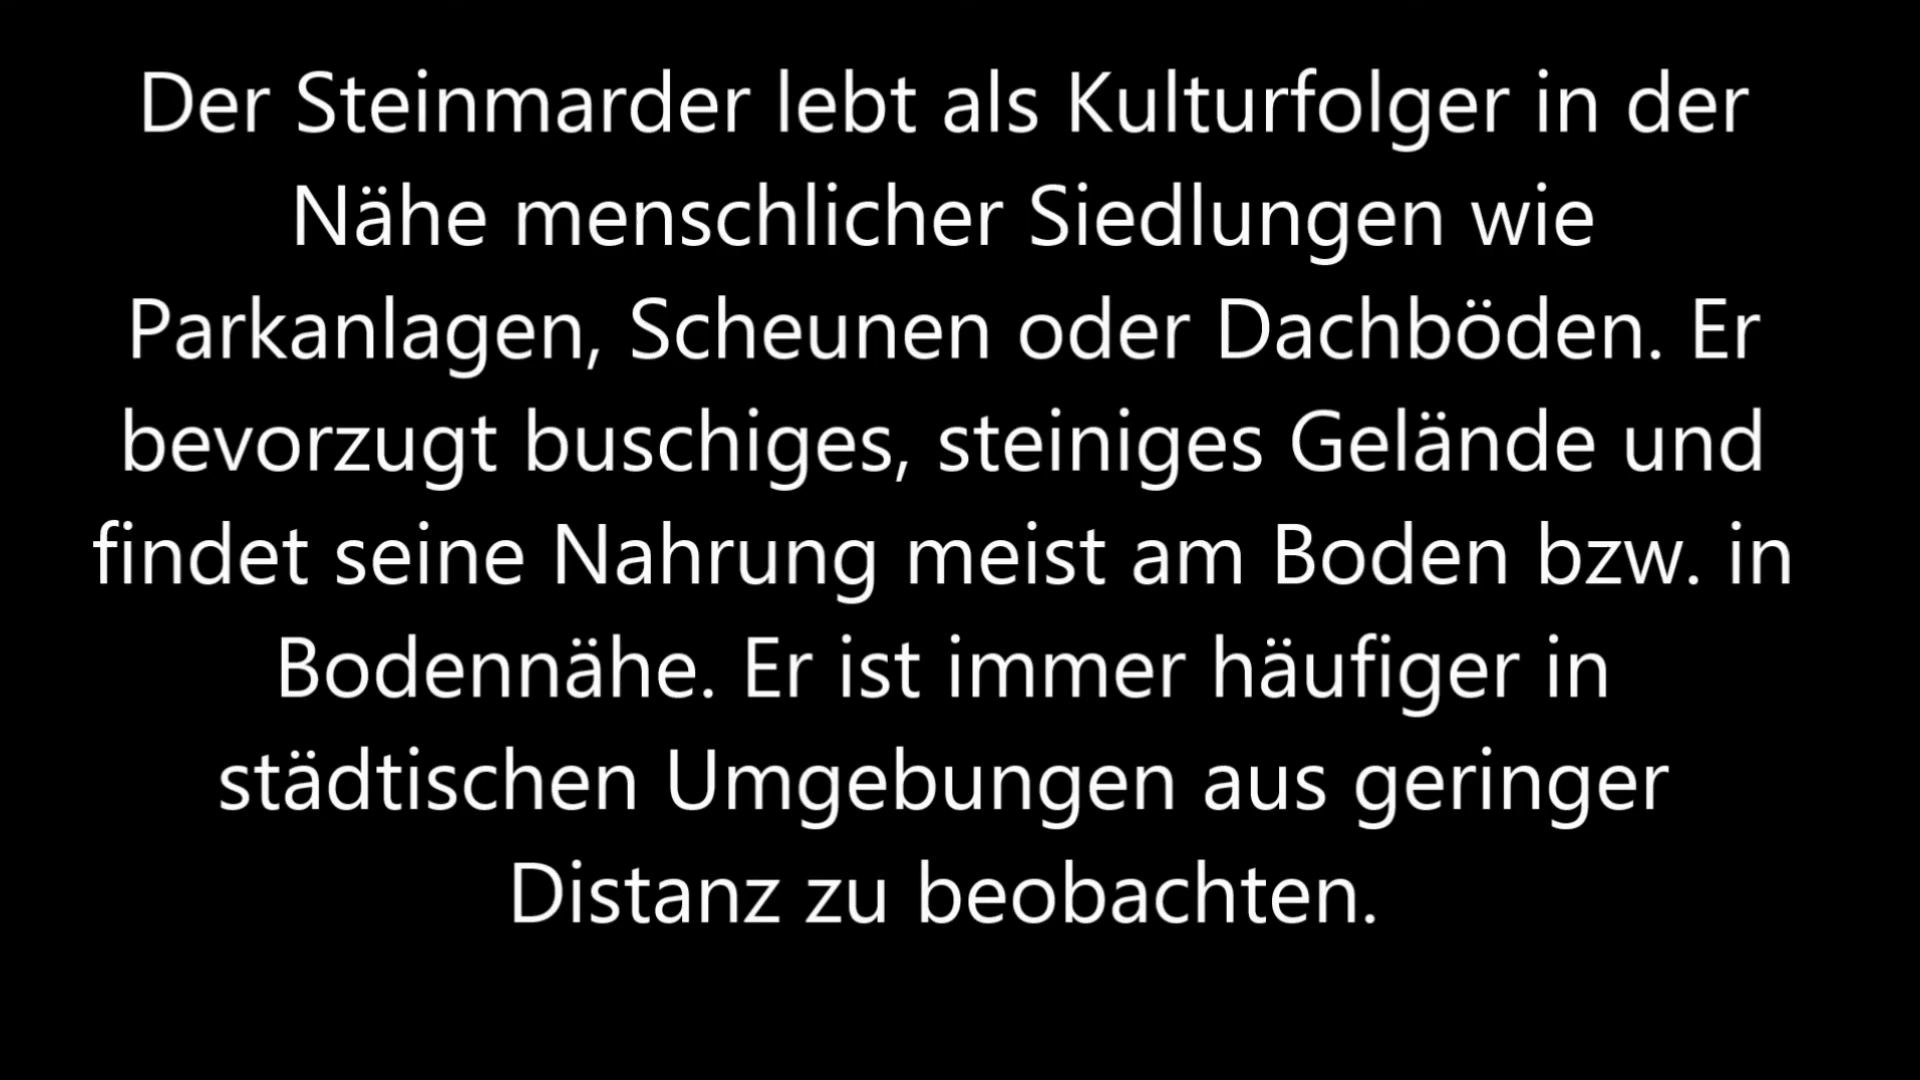 Der Steinmarder lebt als Kulturfolger in der
Nähe menschlicher Siedlungen wie
Parkanlagen, Scheunen oder Dachböden. Er
bevorzugt buschiges, steiniges Gelände und
findet seine Nahrung meist am Boden bzw. in
Bodennähe. Er ist immer häufiger in
städtischen Umgebungen aus geringer
Distanz zu beobachten.